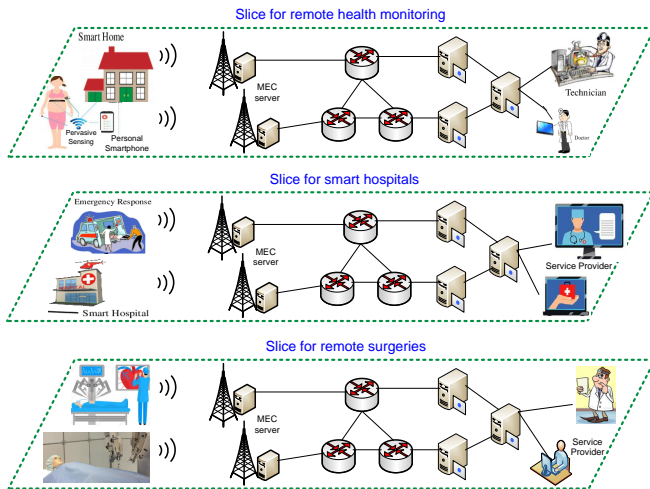 Slice for remote health monitoring
Smart Home
MEC
server
Pervasive
Sensing
Personal
Smartphone
Technician
Doctor
Slice for smart hospitals
Emergency Response
MEC
server
Service Provider
Smart Hospital
Slice for remote surgeries
MEC
server
Service
Provider